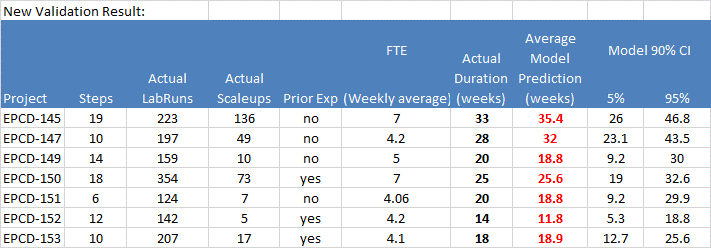 New Validation Result:
Project Steps Actual LabRuns Actual Scaleups Prior Exp FTE (Weekly average) Actual Duration (weeks) Average Model Prediction (weeks) Model 90% CI 5% 95%
EPCD-145 19 223 136 no 7 33 35.4 26 46.8
EPCD-147 10 197 49 no 4.2 28 32 23.1 43.5
EPCD-149 14 159 10 no 5 20 18.8 9.2 30
EPCD-150 18 354 73 yes 7 25 25.6 19 32.6
EPCD-151 6 124 7 no 4.06 20 18.8 9.2 29.9
EPCD-152 12 142 5 yes 4.2 14 11.8 5.3 18.8
EPCD-153 10 207 17 yes 4.1 18 18.9 12.7 25.6